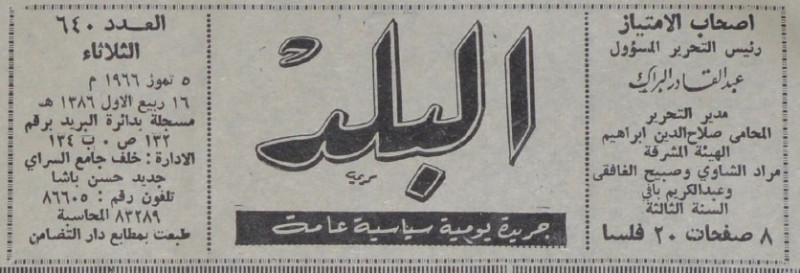 اصحاب الامتياز
رئيس التحرير المسؤول
عبدالقادر البراك
مدير التحرير
المحامى صلاح الدين ابراهيم
الهيئة المشرفة
مراد الشاوي وصبيح الغافقى
وعبدالكريم بافي
السنة الثالثة
٨ صفحات ٢٠ فلسا
البلد
جريدة يومية سياسية عامة
العدد ٦٤٠
الثلاثاء
٥ تموز ١٩٦٦ م
١٦ ربيع الاول ١٣٨٦ هـ
مسجلة بدائرة البريد برقم
١٣٢ ص ٠ ب ١٣٤
الادارة : خلف جامع السراي
جديد حسن باشا
تلفون رقم : ٨٦٦٠٥
٨٣٢٨٩ المحاسبة
طبعت بمطابع دار التضامن